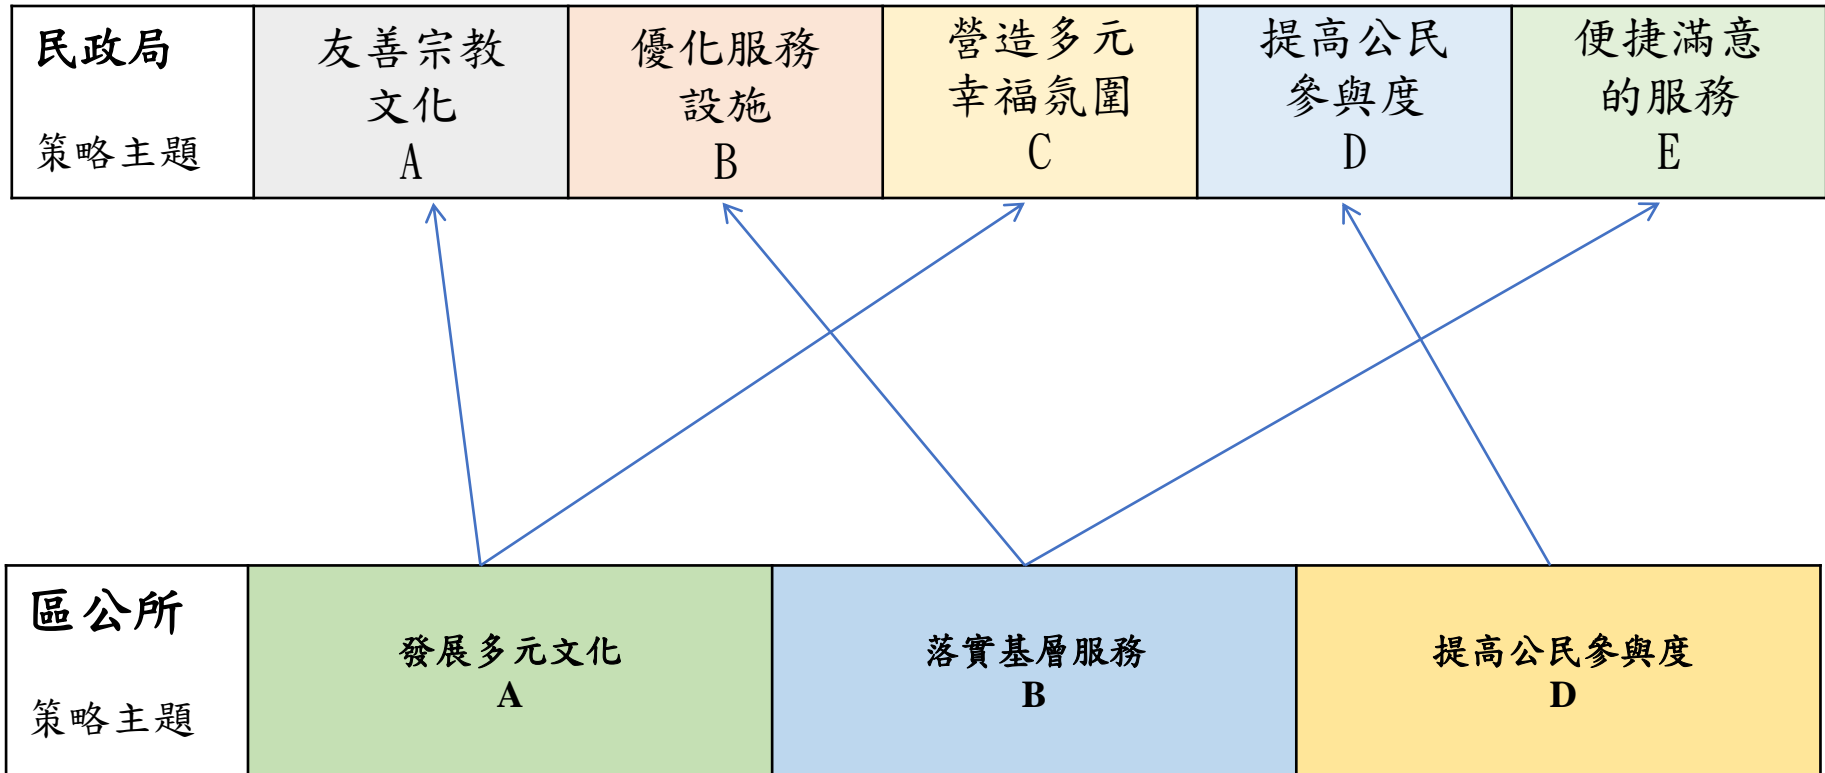 民政局
策略主題
友善宗教
文化
A
優化服務
設施
B
營造多元
幸福氛圍
C
提高公民
參與度
D
便捷滿意
的服務
E
區公所
策略主題
發展多元文化
A
落實基層服務
B
提高公民參與度
D